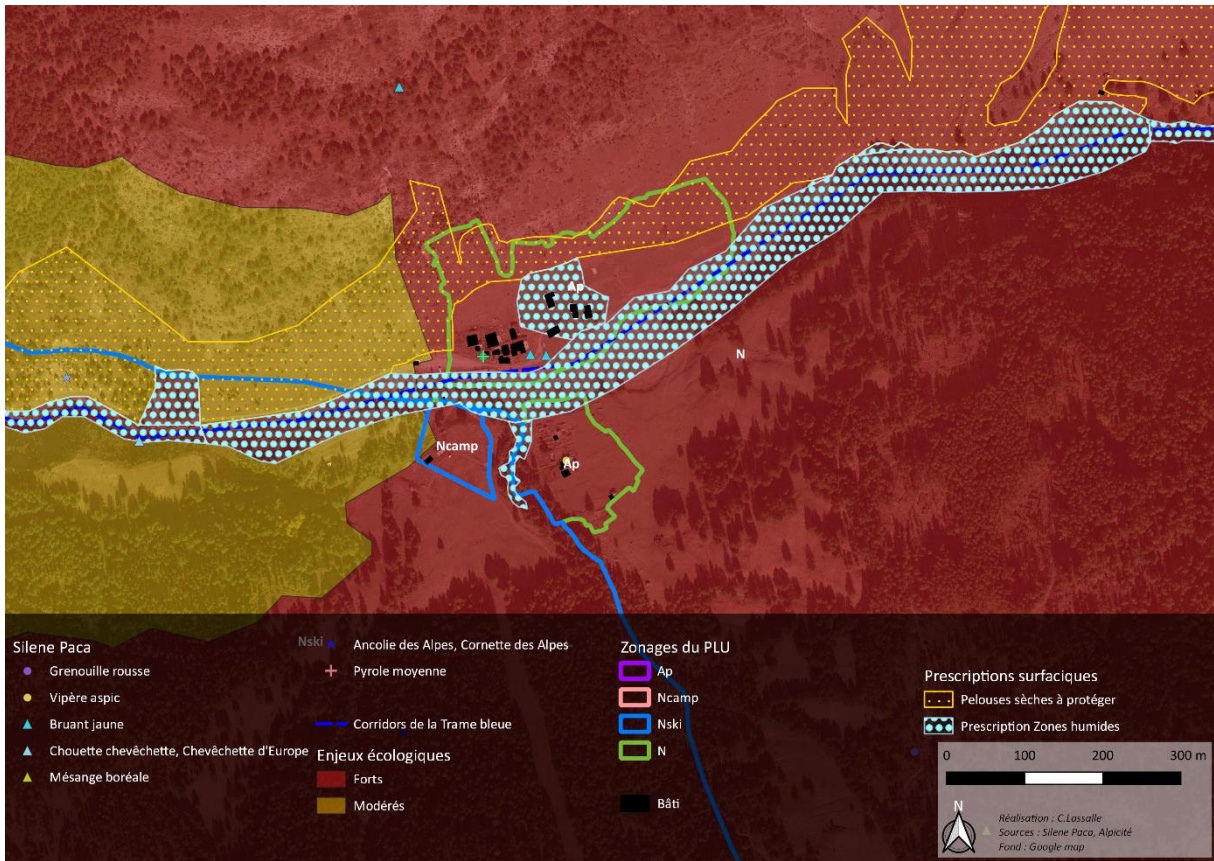 Ap
N
Ncamp
Ap
Silene Paca
Grenouille rousse
Vipère aspic
Bruant jaune
Chouette chevêchette, Chevêchette d'Europe
Mésange boréale
Nski
Ancolie des Alpes, Cornette des Alpes
Pyrole moyenne
Corridors de la Trame bleue
Enjeux écologiques
Forts
Modérés
Zonages du PLU
Ap
Ncamp
Nski
N
Bâti
Prescriptions surfaciques
Pelouses sèches à protéger
Prescription Zones humides
0 100 200 300 m
N
Réalisation : C.Lassalle
Sources : Silene Paca, Alpicité
Fond : Google map